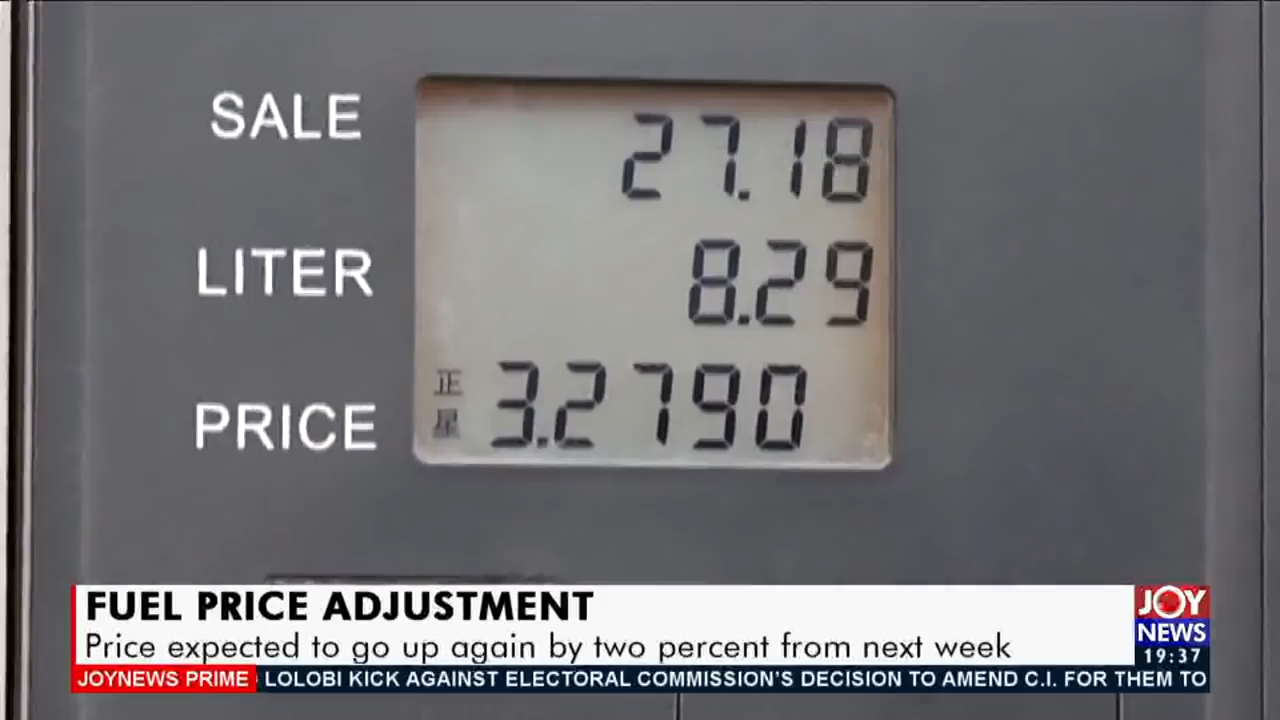 SALE 27.18
LITER 8.29
正
星
PRICE 3.2790
FUEL PRICE ADJUSTMENT
Price expected to go up again by two percent from next week
JOY
NEWS
19:37
JOYNEWS PRIME LOLOBI KICK AGAINST ELECTORAL COMMISSION'S DECISION TO AMEND C.I. FOR THEM TO